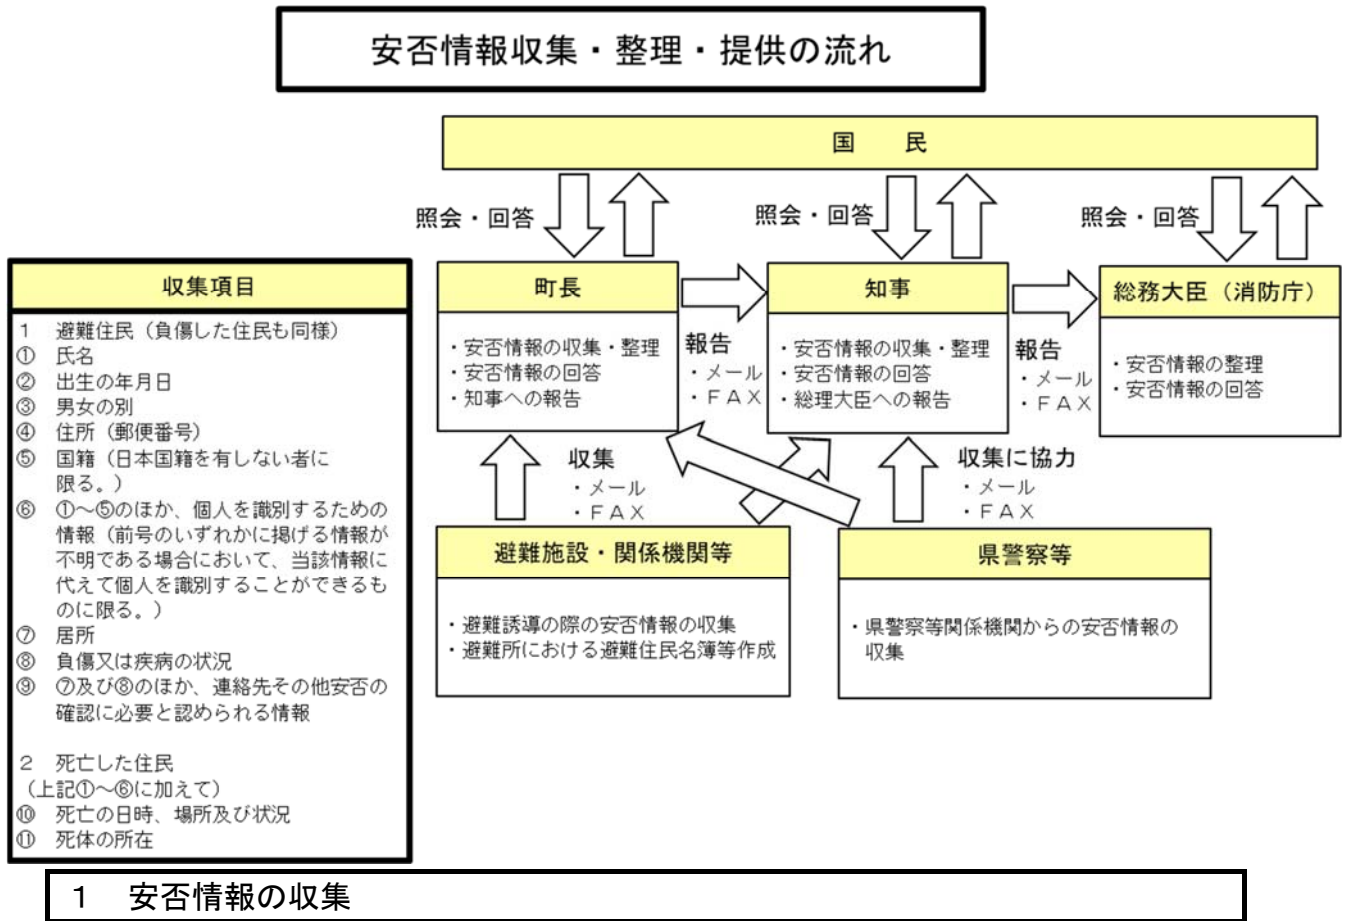 安否情報収集・整理・提供の流れ
国　民
照会・回答
照会・回答
照会・回答
収集項目
1　避難住民（負傷した住民も同様）
①　氏名
②　出生の年月日
③　男女の別
④　住所（郵便番号）
⑤　国籍（日本国籍を有しない者に
限る。）
⑥　①～⑤のほか、個人を識別するための
情報（前号のいずれかに掲げる情報が
不明である場合において、当該情報に
代えて個人を識別することができるも
のに限る。）
⑦　居所
⑧　負傷又は疾病の状況
⑨　⑦及び⑧のほか、連絡先その他安否の
確認に必要と認められる情報
２　死亡した住民
（上記①～⑥に加えて）
⑩　死亡の日時、場所及び状況
⑪　死体の所在
町長
・安否情報の収集・整理
・安否情報の回答
・知事への報告
報告
・メール
・ＦＡＸ
知事
・安否情報の収集・整理
・安否情報の回答
・総理大臣への報告
報告
・メール
・ＦＡＸ
総務大臣（消防庁）
・安否情報の整理
・安否情報の回答
収集
・メール
・ＦＡＸ
収集に協力
・メール
・ＦＡＸ
避難施設・関係機関等
・避難誘導の際の安否情報の収集
・避難所における避難住民名簿等作成
県警察等
・県警察等関係機関からの安否情報の
収集
１　安否情報の収集